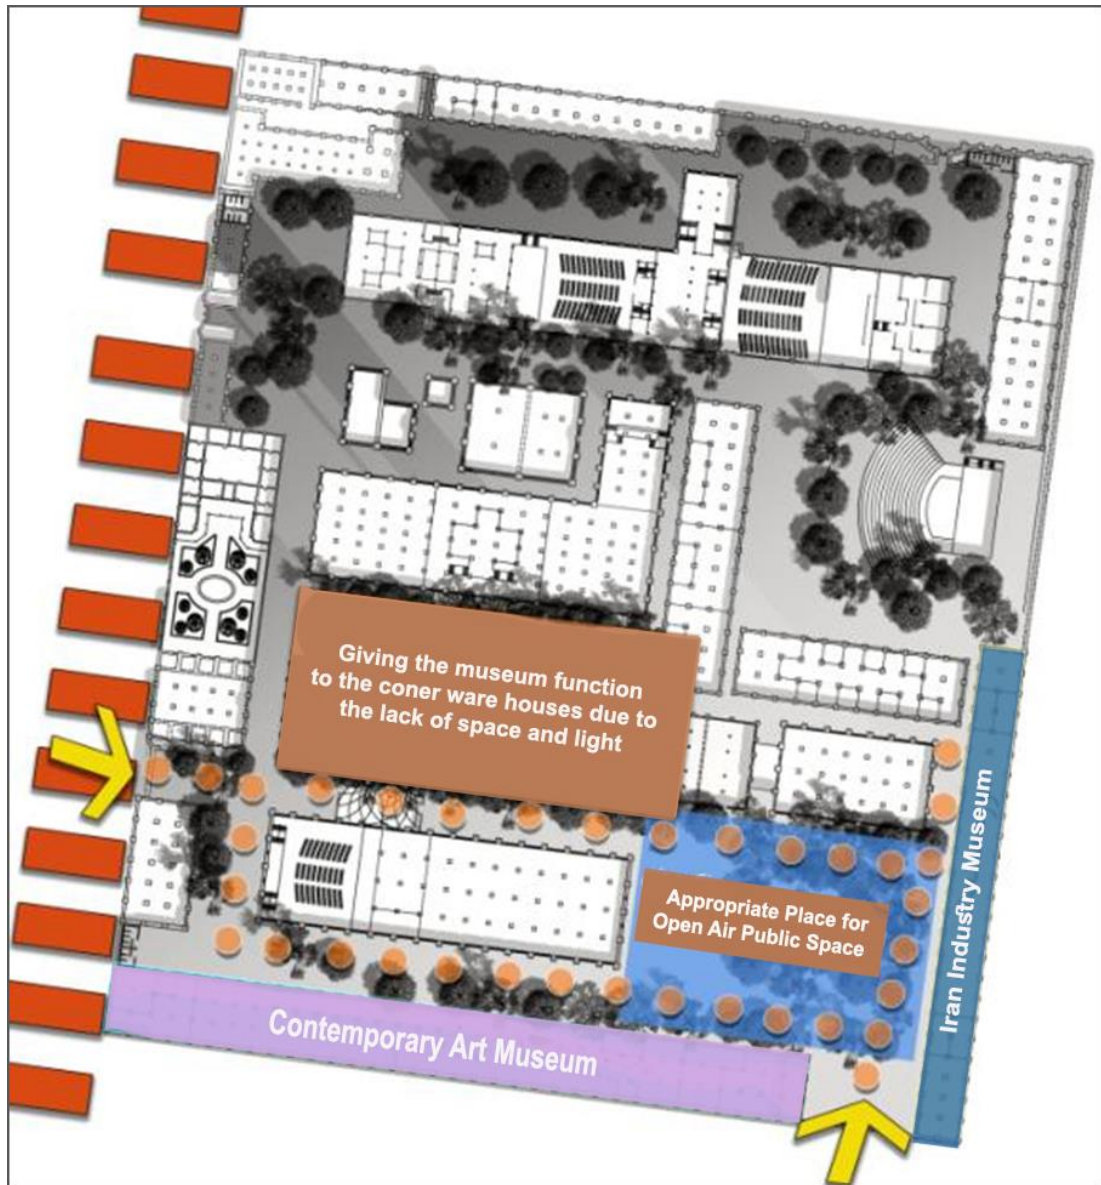 Giving the museum function
to the coner ware houses due to
the lack of space and light
Appropriate Place for
Open Air Public Space
Iran Industry Museum
Contemporary Art Museum